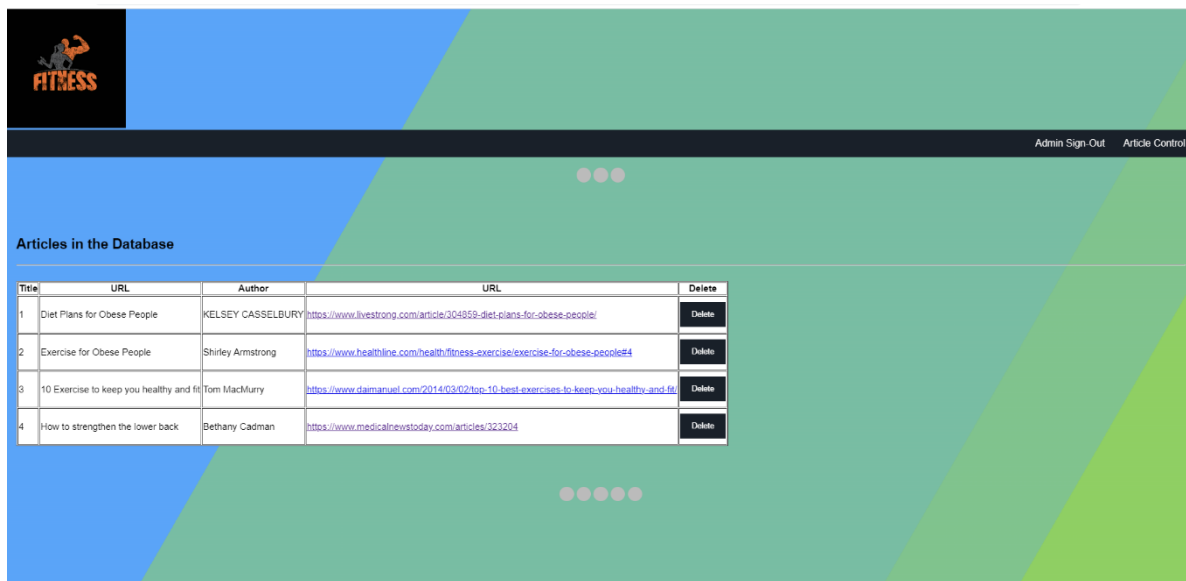 FITNESS
Admin Sign-Out Article Control
Articles in the Database
Title URL Author URL Delete
1 Diet Plans for Obese People KELSEY CASSELBURY https://www.livestrong.com/article/304859-diet-plans-for-obese-people/ Delete
2 Exercise for Obese People Shirley Armstrong https://www.healthline.com/health/fitness-exercise/exercise-for-obese-people#4 Delete
3 10 Exercise to keep you healthy and fit Tom MacMurry https://www.daimanuel.com/2014/03/02/top-10-best-exercises-to-keep-you-healthy-and-fit/ Delete
4 How to strengthen the lower back Bethany Cadman https://www.medicalnewstoday.com/articles/323204 Delete